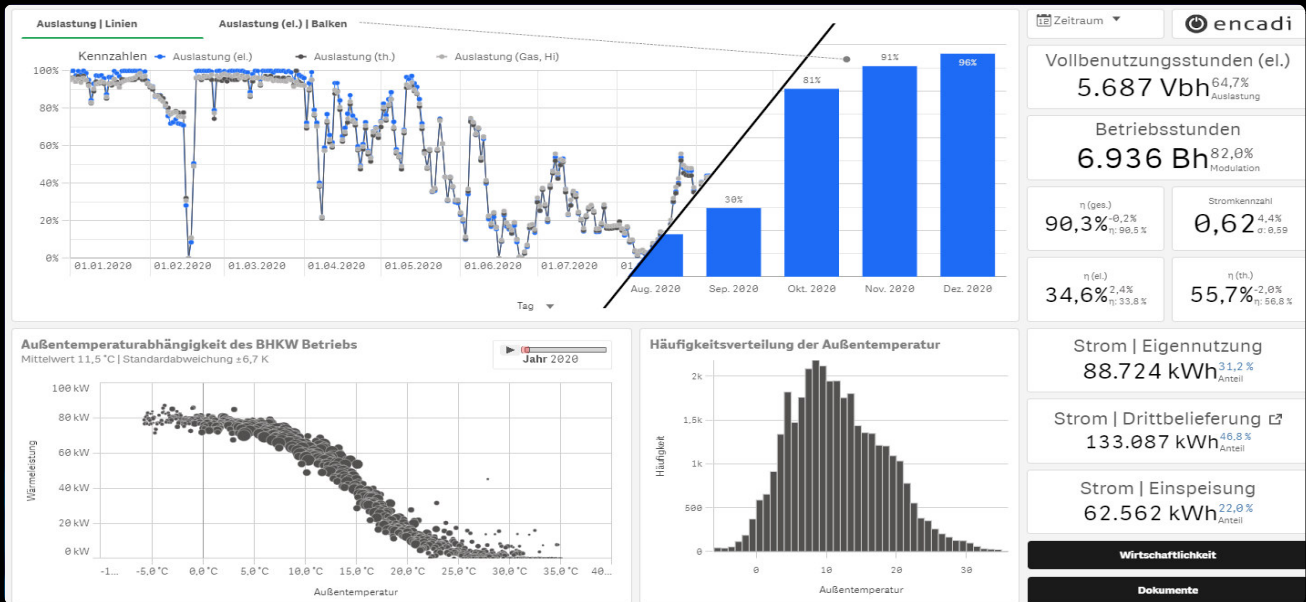 Auslastung | Linien
Auslastung (el.) | Balken
Kennzahlen
Auslastung (el.)
Auslastung (th.)
Auslastung (Gas, Hi)
100%
80%
60%
40%
20%
0%
01.01.2020
01.02.2020
01.03.2020
01.04.2020
01.05.2020
01.06.2020
01.07.2020
01.
Tag
30%
81%
91%
96%
Aug. 2020
Sep. 2020
Okt. 2020
Nov. 2020
Dez. 2020
Zeitraum
encadi
Vollbenutzungsstunden (el.)
5.687 Vbh
64,7%
Auslastung
Betriebsstunden
6.936 Bh
82,0%
Modulation
η (ges.)
90,3%
-0,2%
η: 90,5 %
Stromkennzahl
0,62
4,4%
σ: 0,59
η (el.)
34,6%
2,4%
η: 33,8 %
η (th.)
55,7%
-2,0%
η: 56,8 %
Außentemperaturabhängigkeit des BHKW Betriebs
Mittelwert 11,5 °C | Standardabweichung ±6,7 K
Jahr 2020
Wärmeleistung
100 kW
80 kW
60 kW
40 kW
20 kW
0 kW
-1...
-5,0 °C
0,0 °C
5,0 °C
10,0 °C
15,0 °C
20,0 °C
25,0 °C
30,0 °C
35,0 °C
40...
Außentemperatur
Häufigkeitsverteilung der Außentemperatur
Häufigkeit
2k
1,5k
1k
500
0
0
10
20
30
Außentemperatur
Strom | Eigennutzung
88.724 kWh
31,2 %
Anteil
Strom | Drittbelieferung
133.087 kWh
46,8 %
Anteil
Strom | Einspeisung
62.562 kWh
22,0 %
Anteil
Wirtschaftlichkeit
Dokumente